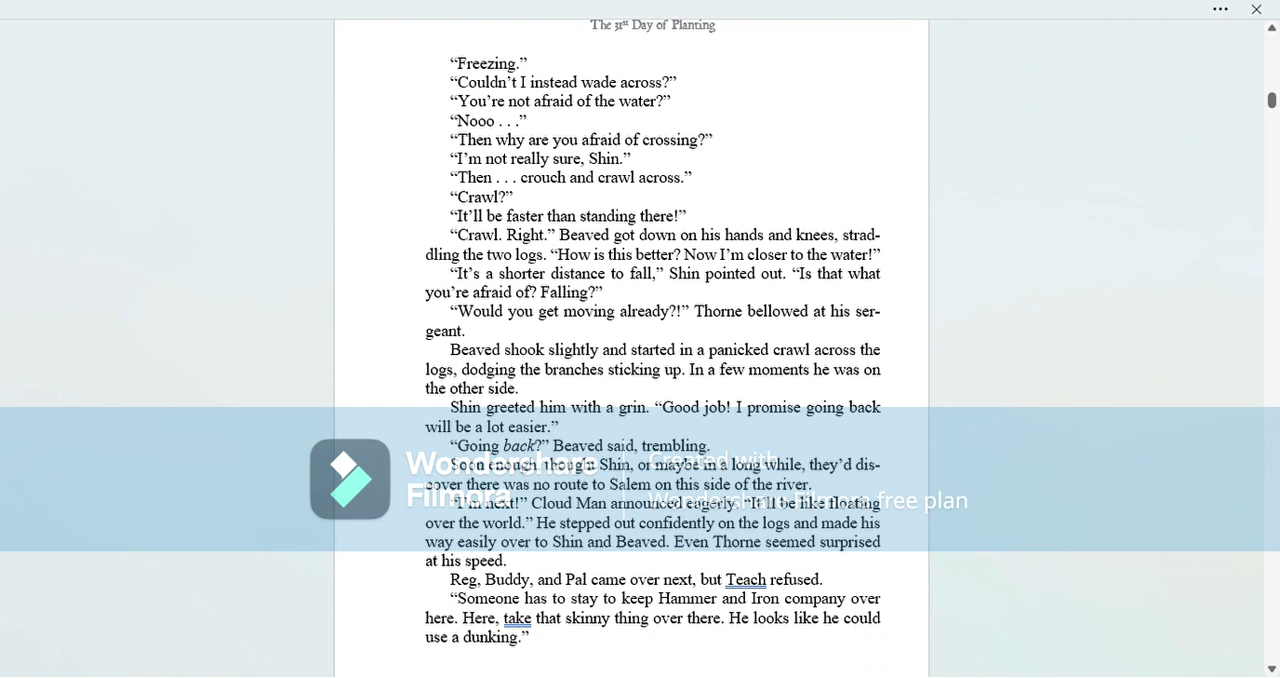 The 31st Day of Planting
“Freezing.”
“Couldn’t I instead wade across?”
“You’re not afraid of the water?”
“Nooo . . .”
“Then why are you afraid of crossing?”
“I’m not really sure, Shin.”
“Then . . . crouch and crawl across.”
“Crawl?”
“It’ll be faster than standing there!”
“Crawl. Right.” Beaved got down on his hands and knees, strad-
dling the two logs. “How is this better? Now I’m closer to the water!”
“It’s a shorter distance to fall,” Shin pointed out. “Is that what
you’re afraid of? Falling?”
“Would you get moving already?!” Thorne bellowed at his ser-
geant.
Beaved shook slightly and started in a panicked crawl across the
logs, dodging the branches sticking up. In a few moments he was on
the other side.
Shin greeted him with a grin. “Good job! I promise going back
will be a lot easier.”
“Going back?” Beaved said, trembling.
Soon enough, thought Shin, or maybe in a long while, they’d dis-
cover there was no route to Salem on this side of the river.
“I’m next!” Cloud Man announced eagerly. “It’ll be like floating
over the world.” He stepped out confidently on the logs and made his
way easily over to Shin and Beaved. Even Thorne seemed surprised
at his speed.
Reg, Buddy, and Pal came over next, but Teach refused.
“Someone has to stay to keep Hammer and Iron company over
here. Here, take that skinny thing over there. He looks like he could
use a dunking.”
Wondershare
Filmora
Created with
Wondershare Filmora free plan